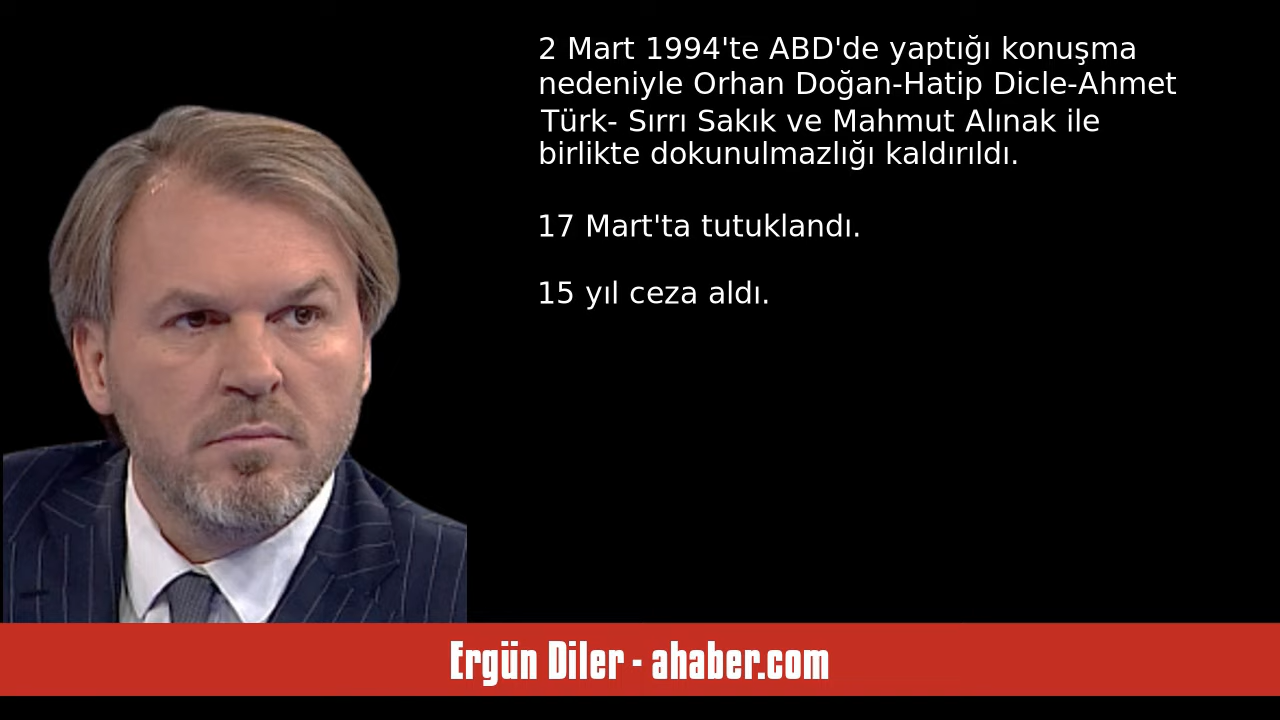 2 Mart 1994'te ABD'de yaptığı konuşma
nedeniyle Orhan Doğan-Hatip Dicle-Ahmet
Türk- Sırrı Sakık ve Mahmut Alınak ile
birlikte dokunulmazlığı kaldırıldı.
17 Mart'ta tutuklandı.
15 yıl ceza aldı.
Ergün Diler - ahaber.com